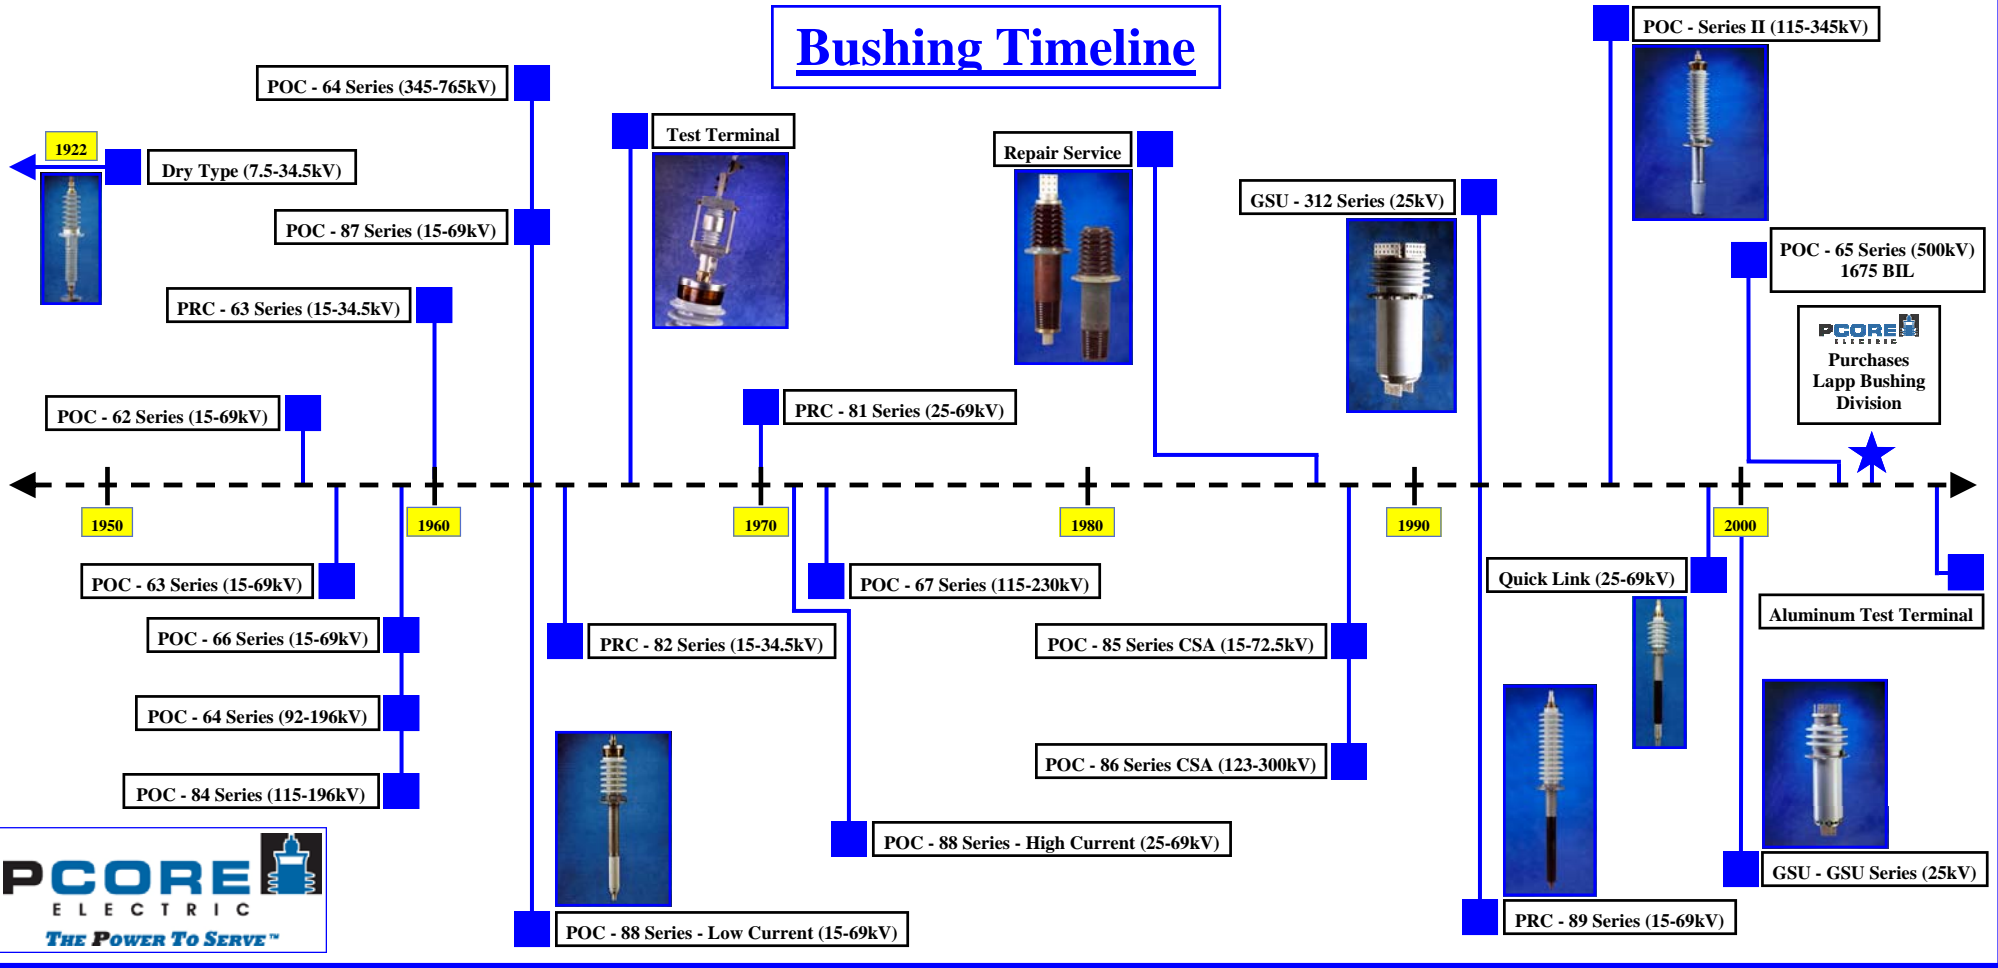 Bushing Timeline
POC - Series II (115-345kV)
POC - 64 Series (345-765kV)
1922
Dry Type (7.5-34.5kV)
Test Terminal
Repair Service
GSU - 312 Series (25kV)
POC - 87 Series (15-69kV)
POC - 65 Series (500kV)
1675 BIL
PRC - 63 Series (15-34.5kV)
PCORE
ELECTRIC
Purchases
Lapp Bushing
Division
POC - 62 Series (15-69kV)
PRC - 81 Series (25-69kV)
1950
1960
1970
1980
1990
2000
POC - 63 Series (15-69kV)
POC - 67 Series (115-230kV)
Quick Link (25-69kV)
Aluminum Test Terminal
POC - 66 Series (15-69kV)
PRC - 82 Series (15-34.5kV)
POC - 85 Series CSA (15-72.5kV)
POC - 64 Series (92-196kV)
POC - 86 Series CSA (123-300kV)
POC - 84 Series (115-196kV)
POC - 88 Series - High Current (25-69kV)
GSU - GSU Series (25kV)
PCORE
ELECTRIC
THE POWER TO SERVE™
POC - 88 Series - Low Current (15-69kV)
PRC - 89 Series (15-69kV)